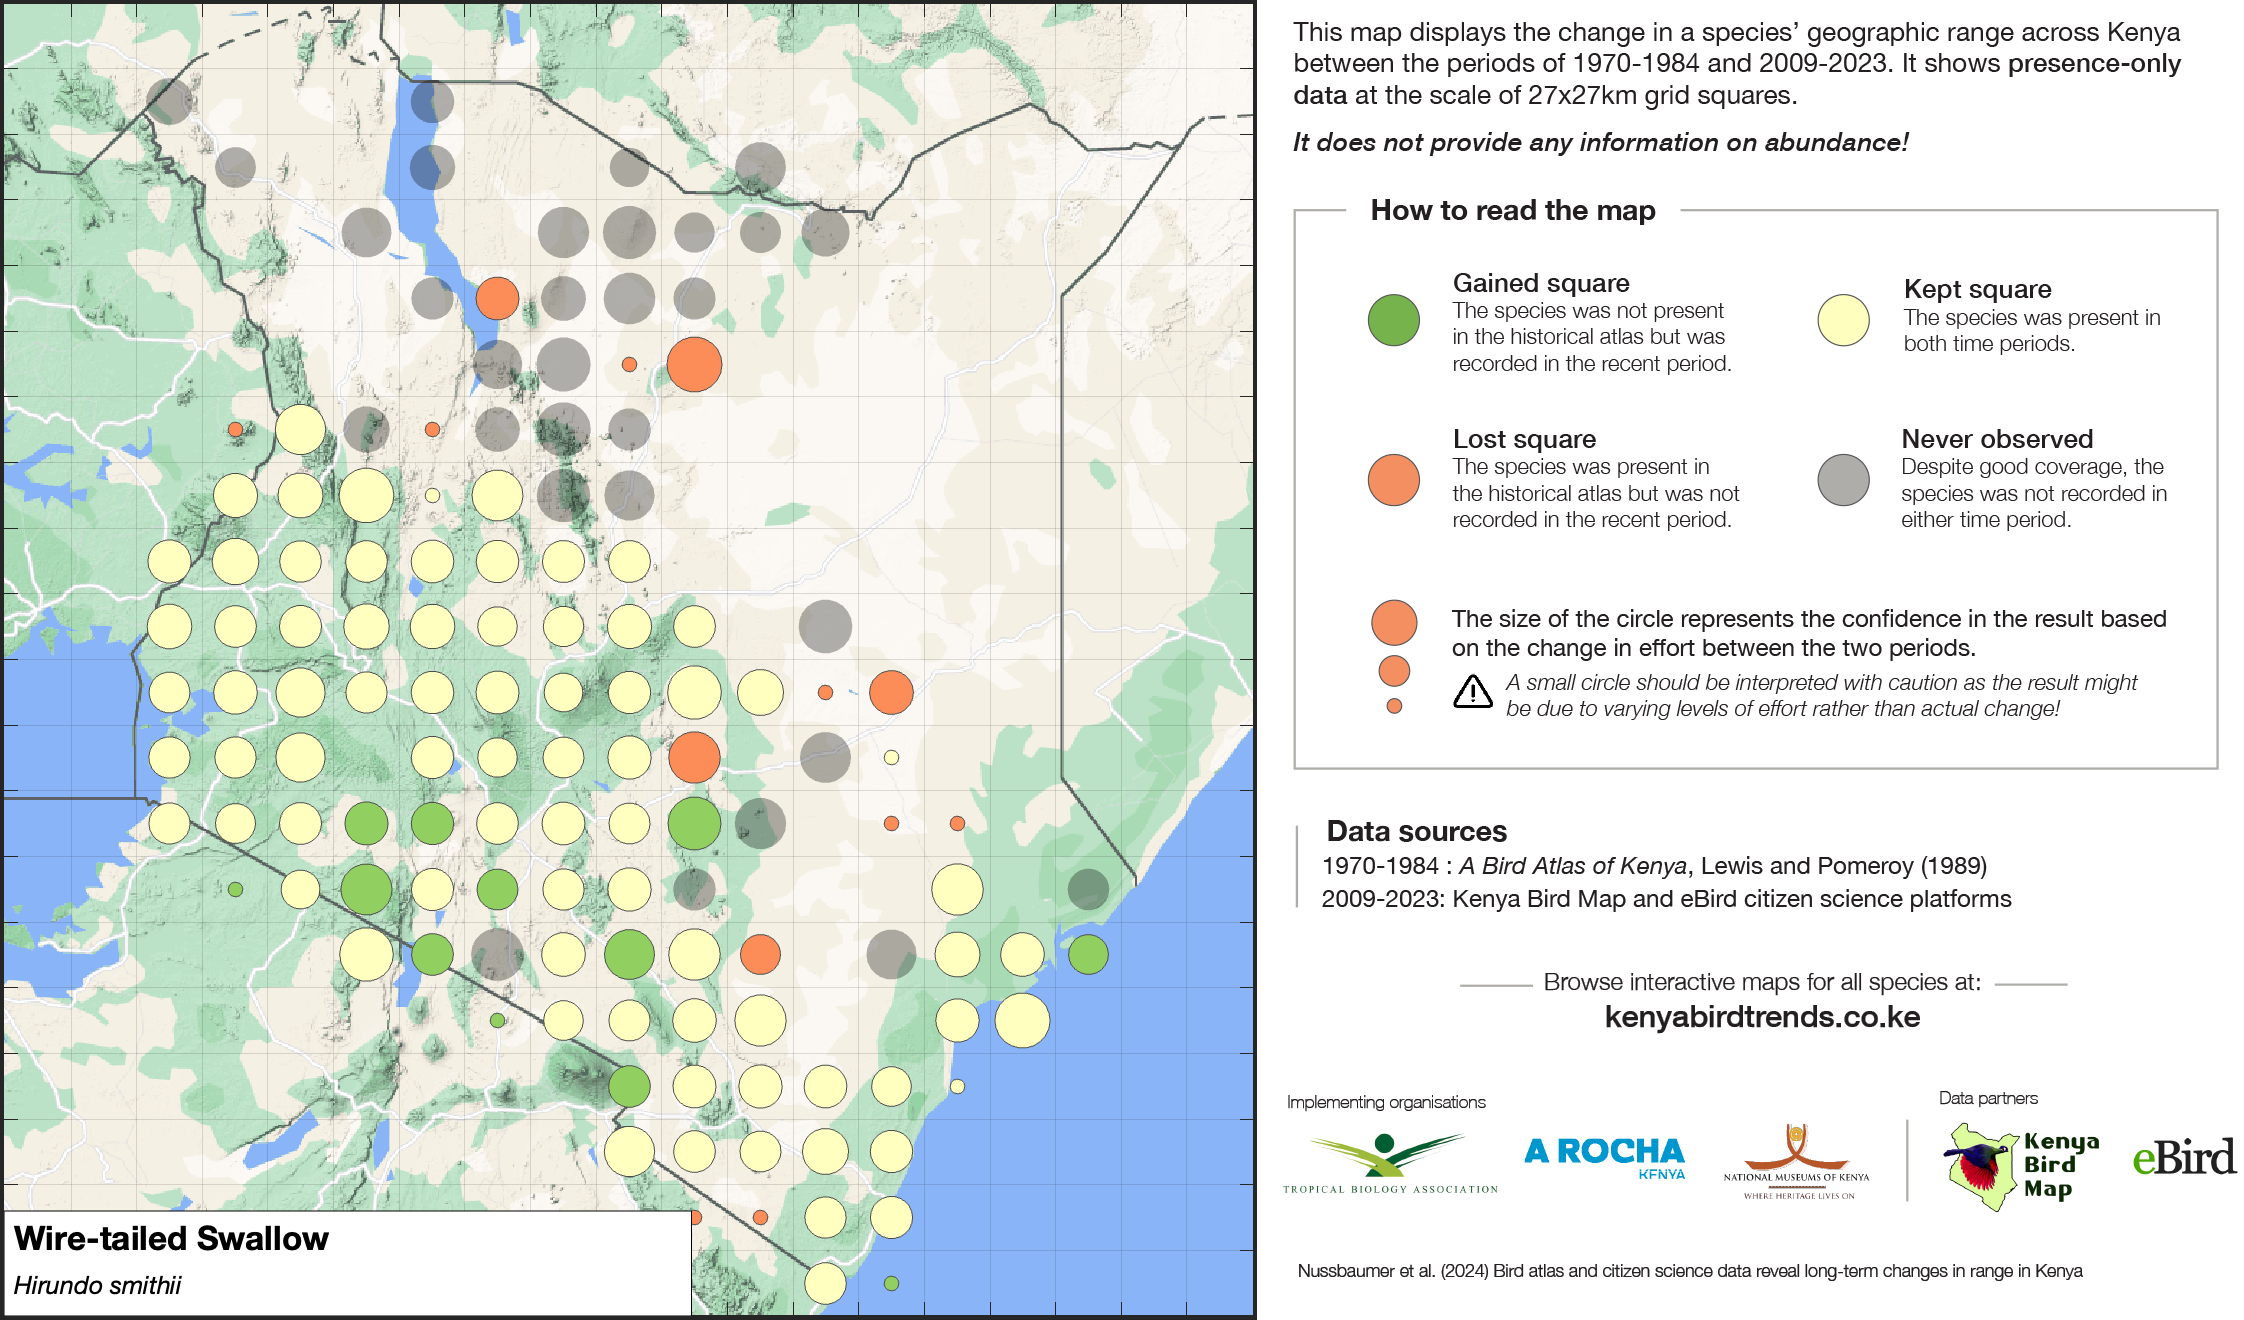 This map displays the change in a species’ geographic range across Kenya
between the periods of 1970-1984 and 2009-2023. It shows presence-only
data at the scale of 27x27km grid squares.
It does not provide any information on abundance!
How to read the map
Gained square
The species was not present
in the historical atlas but was
recorded in the recent period.
Kept square
The species was present in
both time periods.
Lost square
The species was present in
the historical atlas but was not
recorded in the recent period.
Never observed
Despite good coverage, the
species was not recorded in
either time period.
The size of the circle represents the confidence in the result based
on the change in effort between the two periods.
A small circle should be interpreted with caution as the result might
be due to varying levels of effort rather than actual change!
Data sources
1970-1984 : A Bird Atlas of Kenya, Lewis and Pomeroy (1989)
2009-2023: Kenya Bird Map and eBird citizen science platforms
Browse interactive maps for all species at:
kenyabirdtrends.co.ke
Implementing organisations
Data partners
TROPICAL BIOLOGY ASSOCIATION
A ROCHA
KENYA
NATIONAL MUSEUMS OF KENYA
WHERE HERITAGE LIVES ON
Kenya
Bird
Map
eBird
Wire-tailed Swallow
Hirundo smithii
Nussbaumer et al. (2024) Bird atlas and citizen science data reveal long-term changes in range in Kenya